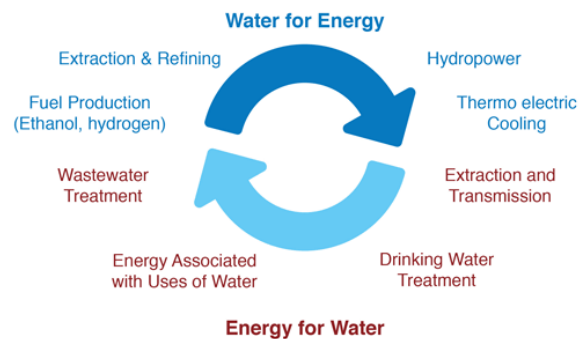 Water for Energy
Extraction & Refining
Hydropower
Fuel Production
(Ethanol, hydrogen)
Thermo electric
Cooling
Wastewater
Treatment
Extraction and
Transmission
Energy Associated
with Uses of Water
Drinking Water
Treatment
Energy for Water